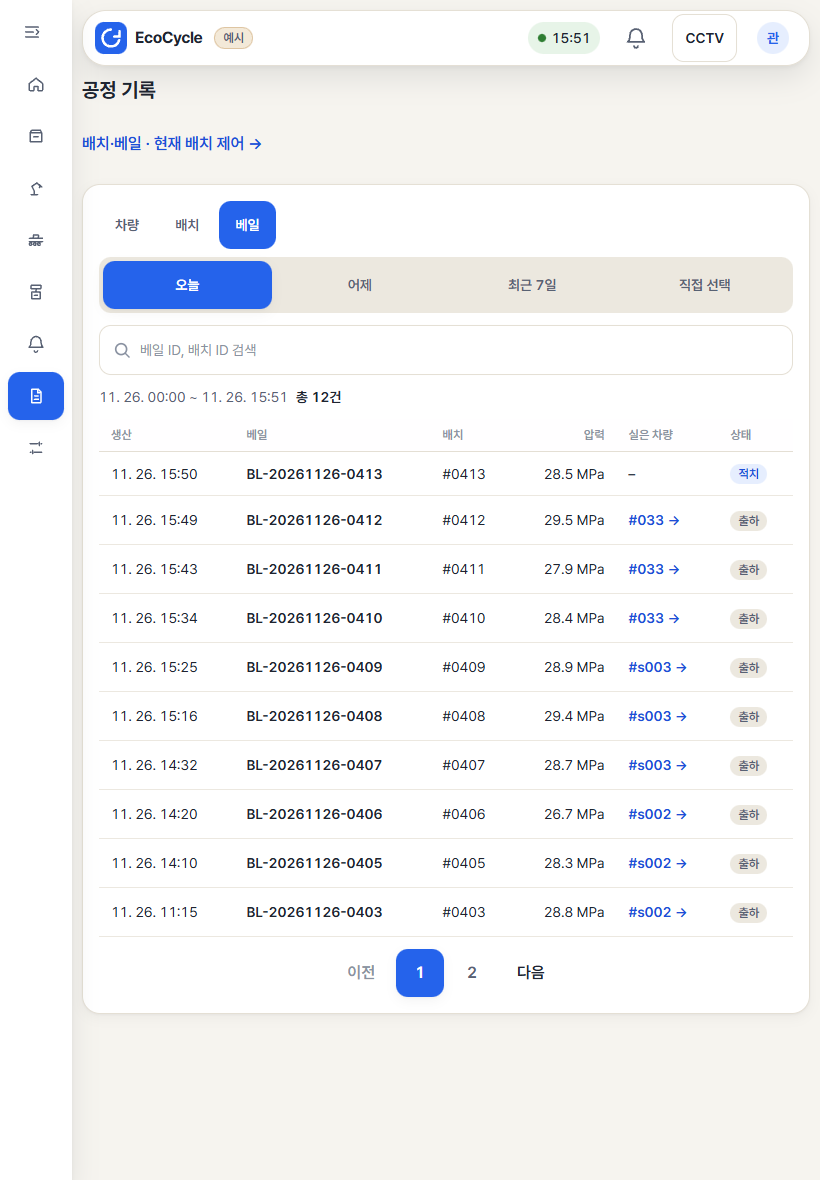 EcoCycle 예시 15:51 CCTV 관
공정 기록
배치·베일 · 현재 배치 제어 →
차량 배치 베일
오늘 어제 최근 7일 직접 선택
베일 ID, 배치 ID 검색
11. 26. 00:00 ~ 11. 26. 15:51 총 12건
생산 베일 배치 압력 실은 차량 상태
11. 26. 15:50 BL-20261126-0413 #0413 28.5 MPa – 적치
11. 26. 15:49 BL-20261126-0412 #0412 29.5 MPa #033 → 출하
11. 26. 15:43 BL-20261126-0411 #0411 27.9 MPa #033 → 출하
11. 26. 15:34 BL-20261126-0410 #0410 28.4 MPa #033 → 출하
11. 26. 15:25 BL-20261126-0409 #0409 28.9 MPa #s003 → 출하
11. 26. 15:16 BL-20261126-0408 #0408 29.4 MPa #s003 → 출하
11. 26. 14:32 BL-20261126-0407 #0407 28.7 MPa #s003 → 출하
11. 26. 14:20 BL-20261126-0406 #0406 26.7 MPa #s002 → 출하
11. 26. 14:10 BL-20261126-0405 #0405 28.3 MPa #s002 → 출하
11. 26. 11:15 BL-20261126-0403 #0403 28.8 MPa #s002 → 출하
이전 1 2 다음